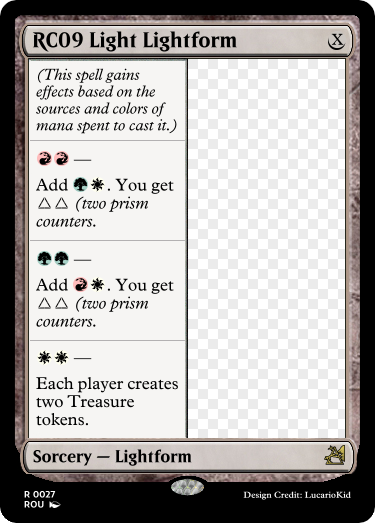 RC09 Light Lightform X
(This spell gains
effects based on the
sources and colors of
mana spent to cast it.)
—
Add . You get
△△ (two prism
counters.
—
Add . You get
△△ (two prism
counters.
—
Each player creates
two Treasure
tokens.
Sorcery — Lightform
R 0027
ROU
Design Credit: LucarioKid